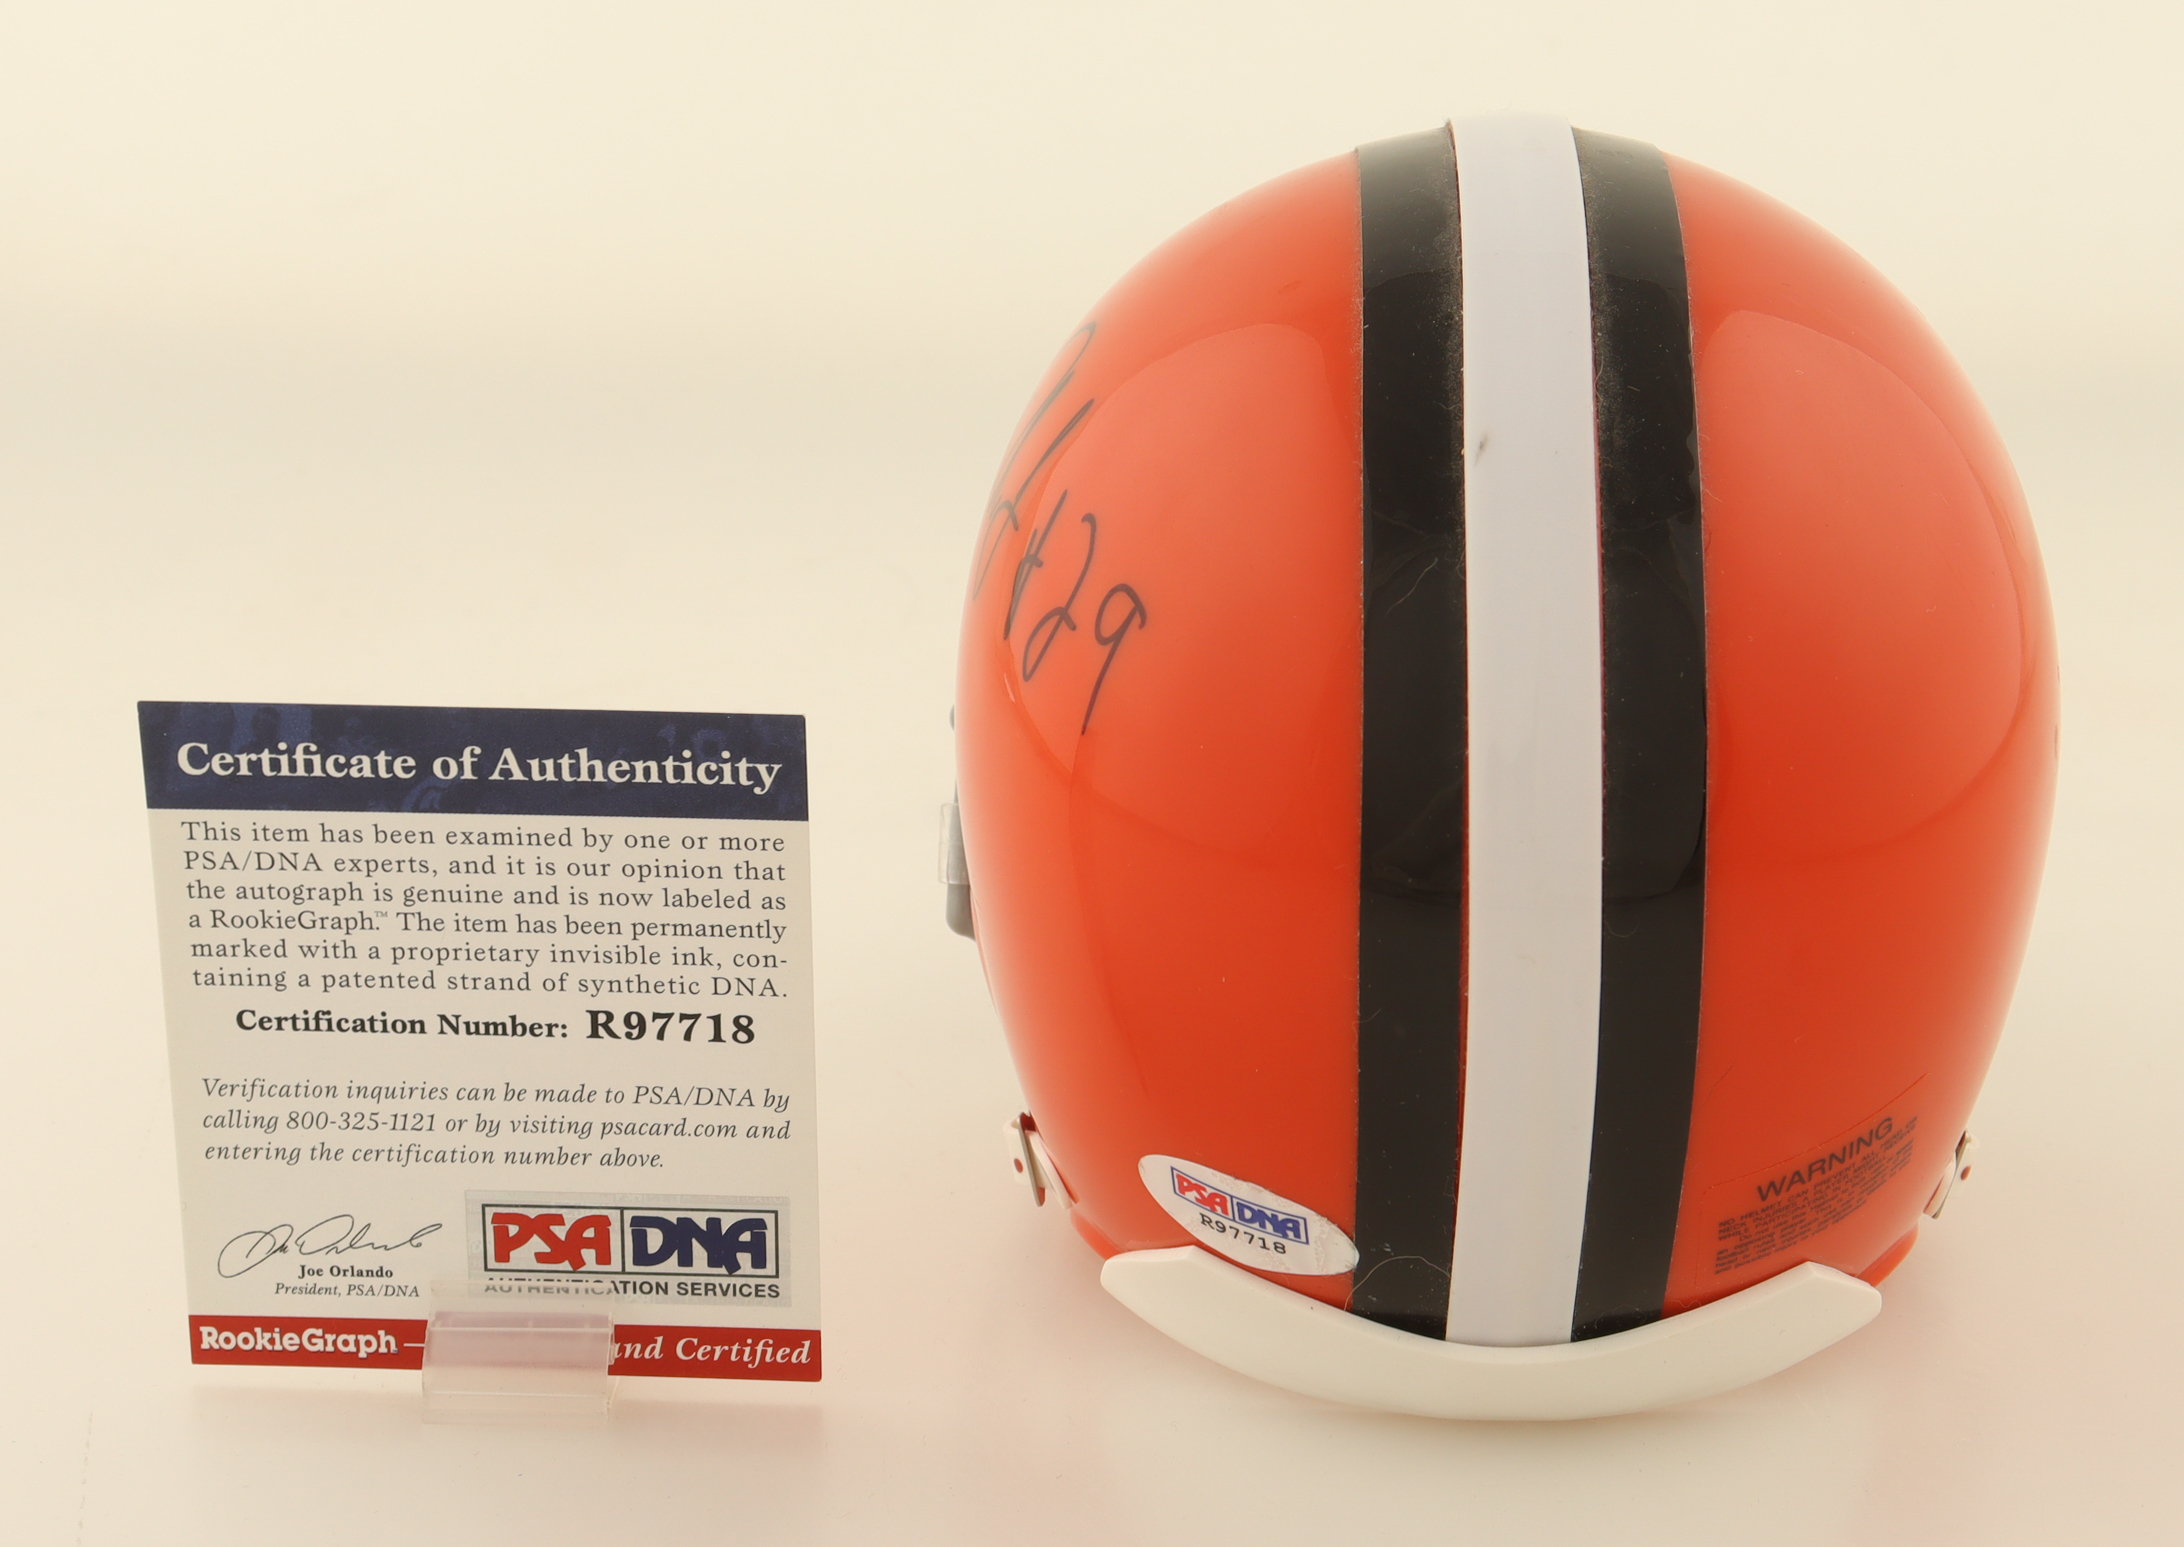 Certificate of Authenticity
This item has been examined by one or more
PSA/DNA experts, and it is our opinion that
the autograph is genuine and is now labeled as
a RookieGraph.™ The item has been permanently
marked with a proprietary invisible ink, con-
taining a patented strand of synthetic DNA.
Certification Number: R97718
Verification inquiries can be made to PSA/DNA by
calling 800-325-1121 or by visiting psacard.com and
entering the certification number above.
Joe Orlando
President, PSA/DNA
PSA DNA
AUTHENTICATION SERVICES
RookieGraph — and Certified
#29
PSA DNA
R97718
WARNING